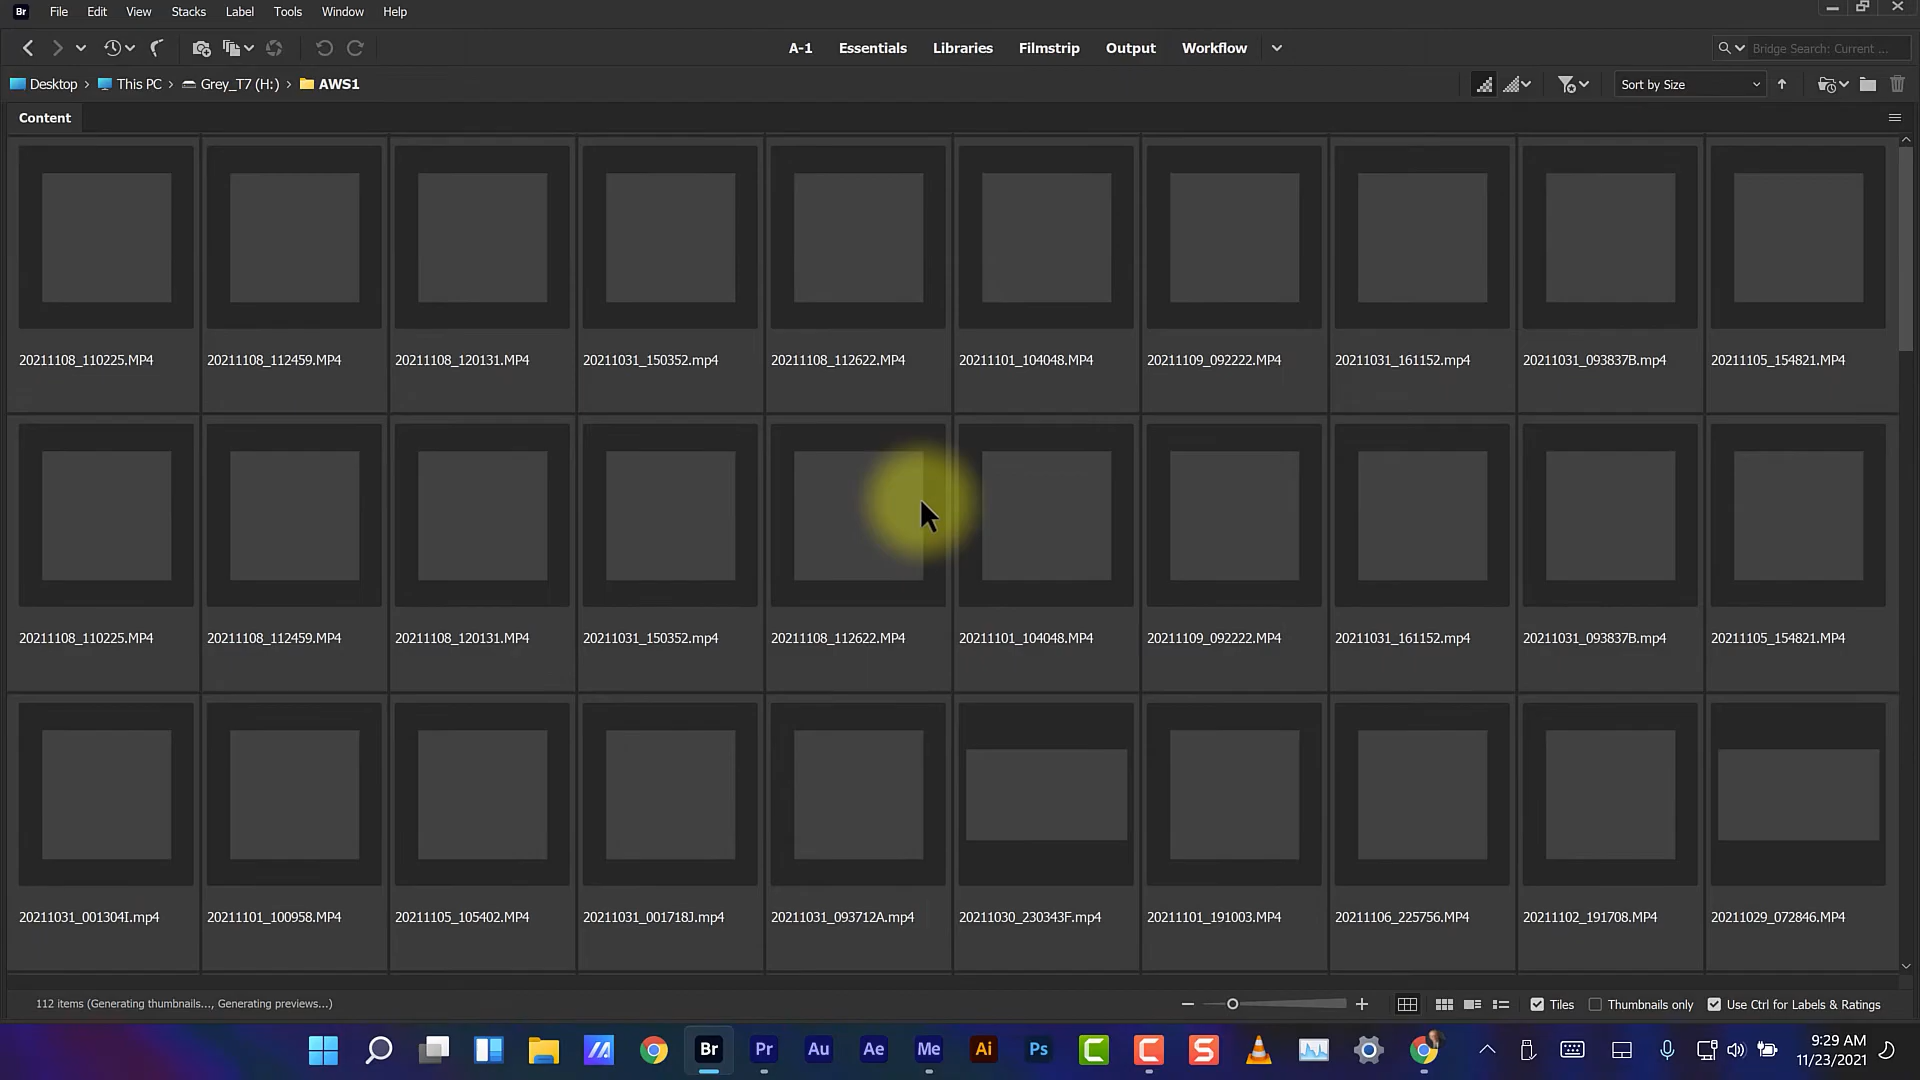 Br File Edit View Stacks Label Tools Window Help
A-1 Essentials Libraries Filmstrip Output Workflow Bridge Search: Current ...
Desktop This PC Grey_T7 (H:) AWS1 Sort by Size
Content
20211108_110225.MP4 20211108_112459.MP4 20211108_120131.MP4 20211031_150352.mp4 20211108_112622.MP4 20211101_104048.MP4 20211109_092222.MP4 20211031_161152.mp4 20211031_093837B.mp4 20211105_154821.MP4
20211108_110225.MP4 20211108_112459.MP4 20211108_120131.MP4 20211031_150352.mp4 20211108_112622.MP4 20211101_104048.MP4 20211109_092222.MP4 20211031_161152.mp4 20211031_093837B.mp4 20211105_154821.MP4
20211031_001304I.mp4 20211101_100958.MP4 20211105_105402.MP4 20211031_001718J.mp4 20211031_093712A.mp4 20211030_230343F.mp4 20211101_191003.MP4 20211106_225756.MP4 20211102_191708.MP4 20211029_072846.MP4
112 items (Generating thumbnails..., Generating previews...) Tiles Thumbnails only Use Ctrl for Labels & Ratings
Br Pr Au Ae Me Ai Ps C C S 9:29 AM
11/23/2021